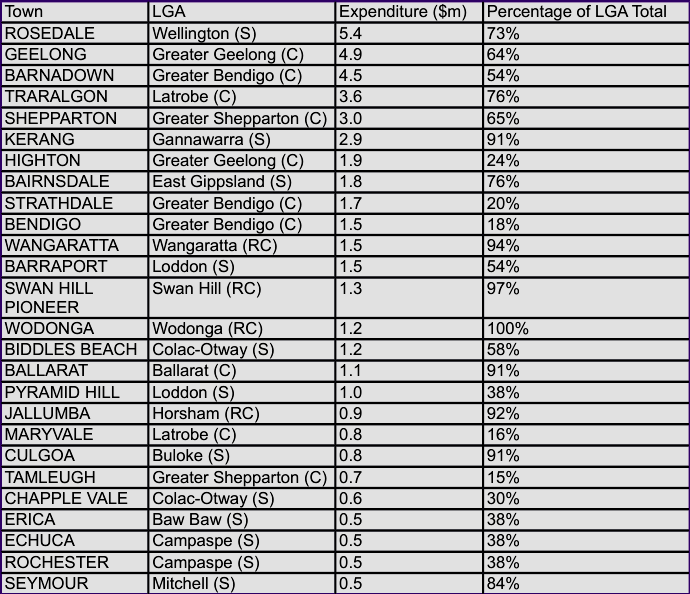 Town LGA Expenditure ($m) Percentage of LGA Total
ROSEDALE Wellington (S) 5.4 73%
GEELONG Greater Geelong (C) 4.9 64%
BARNADOWN Greater Bendigo (C) 4.5 54%
TRARALGON Latrobe (C) 3.6 76%
SHEPPARTON Greater Shepparton (C) 3.0 65%
KERANG Gannawarra (S) 2.9 91%
HIGHTON Greater Geelong (C) 1.9 24%
BAIRNSDALE East Gippsland (S) 1.8 76%
STRATHDALE Greater Bendigo (C) 1.7 20%
BENDIGO Greater Bendigo (C) 1.5 18%
WANGARATTA Wangaratta (RC) 1.5 94%
BARRAPORT Loddon (S) 1.5 54%
SWAN HILL Swan Hill (RC) 1.3 97%
PIONEER
WODONGA Wodonga (RC) 1.2 100%
BIDDLES BEACH Colac-Otway (S) 1.2 58%
BALLARAT Ballarat (C) 1.1 91%
PYRAMID HILL Loddon (S) 1.0 38%
JALLUMBA Horsham (RC) 0.9 92%
MARYVALE Latrobe (C) 0.8 16%
CULGOA Buloke (S) 0.8 91%
TAMLEUGH Greater Shepparton (C) 0.7 15%
CHAPPLE VALE Colac-Otway (S) 0.6 30%
ERICA Baw Baw (S) 0.5 38%
ECHUCA Campaspe (S) 0.5 38%
ROCHESTER Campaspe (S) 0.5 38%
SEYMOUR Mitchell (S) 0.5 84%